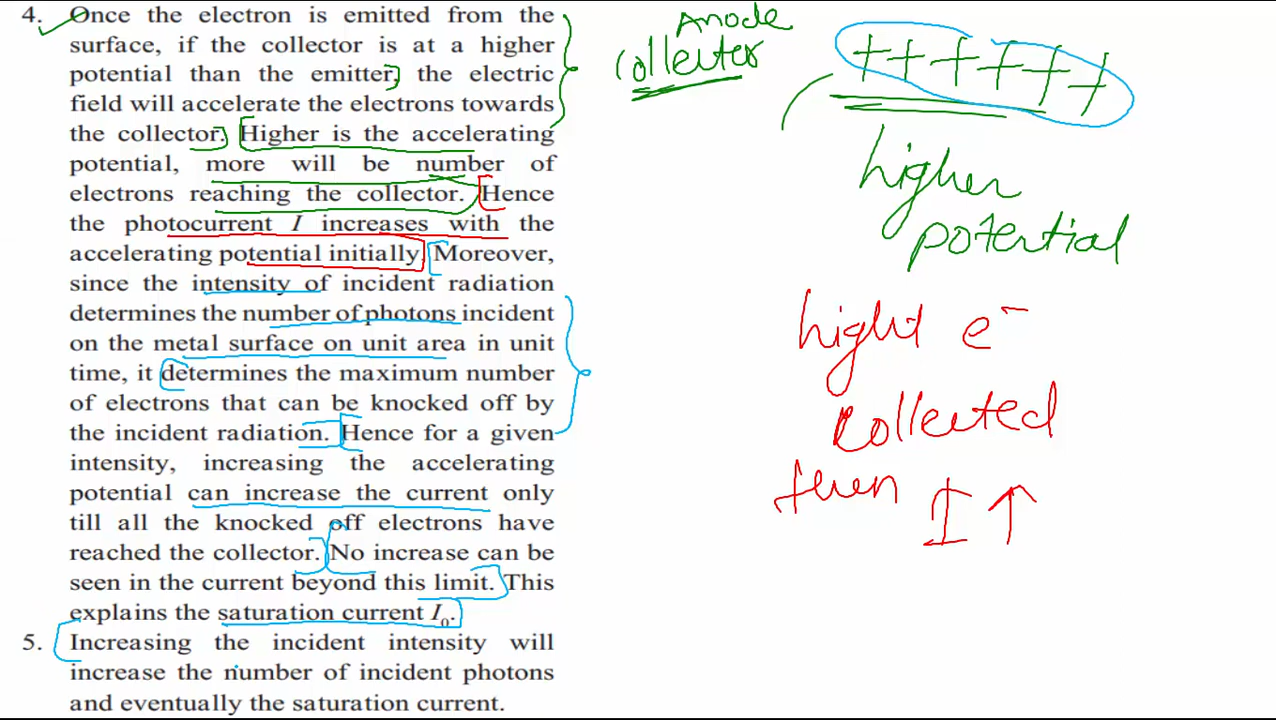 4. Once the electron is emitted from the
surface, if the collector is at a higher
potential than the emitter, the electric
field will accelerate the electrons towards
the collector. Higher is the accelerating
potential, more will be number of
electrons reaching the collector. Hence
the photocurrent I increases with the
accelerating potential initially. Moreover,
since the intensity of incident radiation
determines the number of photons incident
on the metal surface on unit area in unit
time, it determines the maximum number
of electrons that can be knocked off by
the incident radiation. Hence for a given
intensity, increasing the accelerating
potential can increase the current only
till all the knocked off electrons have
reached the collector. No increase can be
seen in the current beyond this limit. This
explains the saturation current I₀.
5. Increasing the incident intensity will
increase the number of incident photons
and eventually the saturation current.
Anode
Collector
++++++
higher
potential
hight e⁻
collected
then I ↑